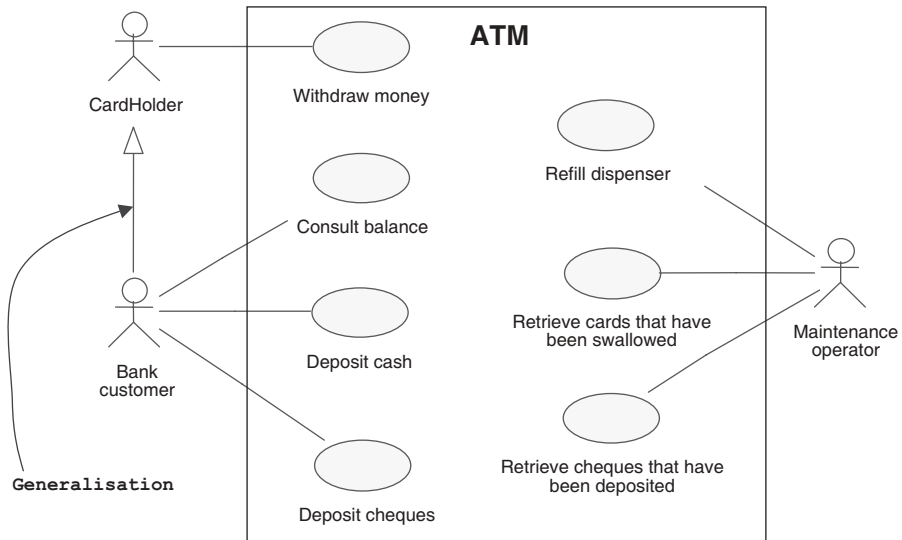 ATM
CardHolder
Withdraw money
Refill dispenser
Consult balance
Bank
customer
Deposit cash
Retrieve cards that have
been swallowed
Maintenance
operator
Generalisation
Deposit cheques
Retrieve cheques that have
been deposited